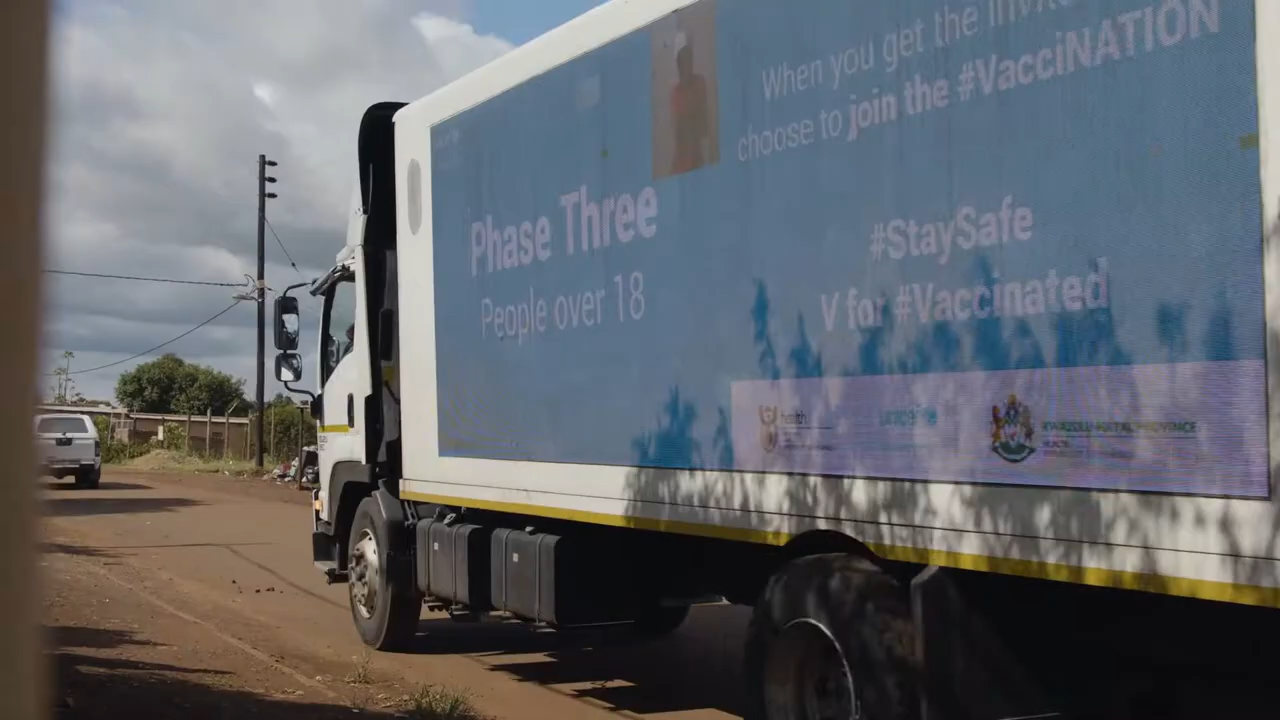 Phase Three
People over 18
When you get the
choose to join the #VacciNATION
#StaySafe
V for #Vaccinated
health
KWAZULU-NATAL PROVINCE